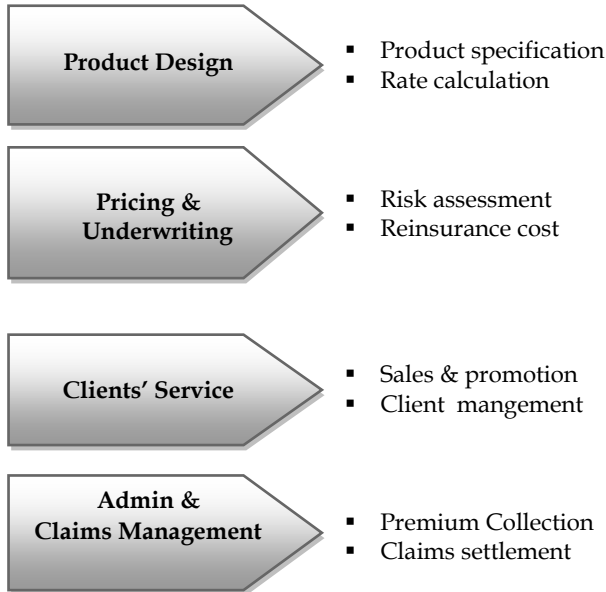 Product Design
▪ Product specification
▪ Rate calculation
Pricing &
Underwriting
▪ Risk assessment
▪ Reinsurance cost
Clients’ Service
▪ Sales & promotion
▪ Client mangement
Admin &
Claims Management
▪ Premium Collection
▪ Claims settlement